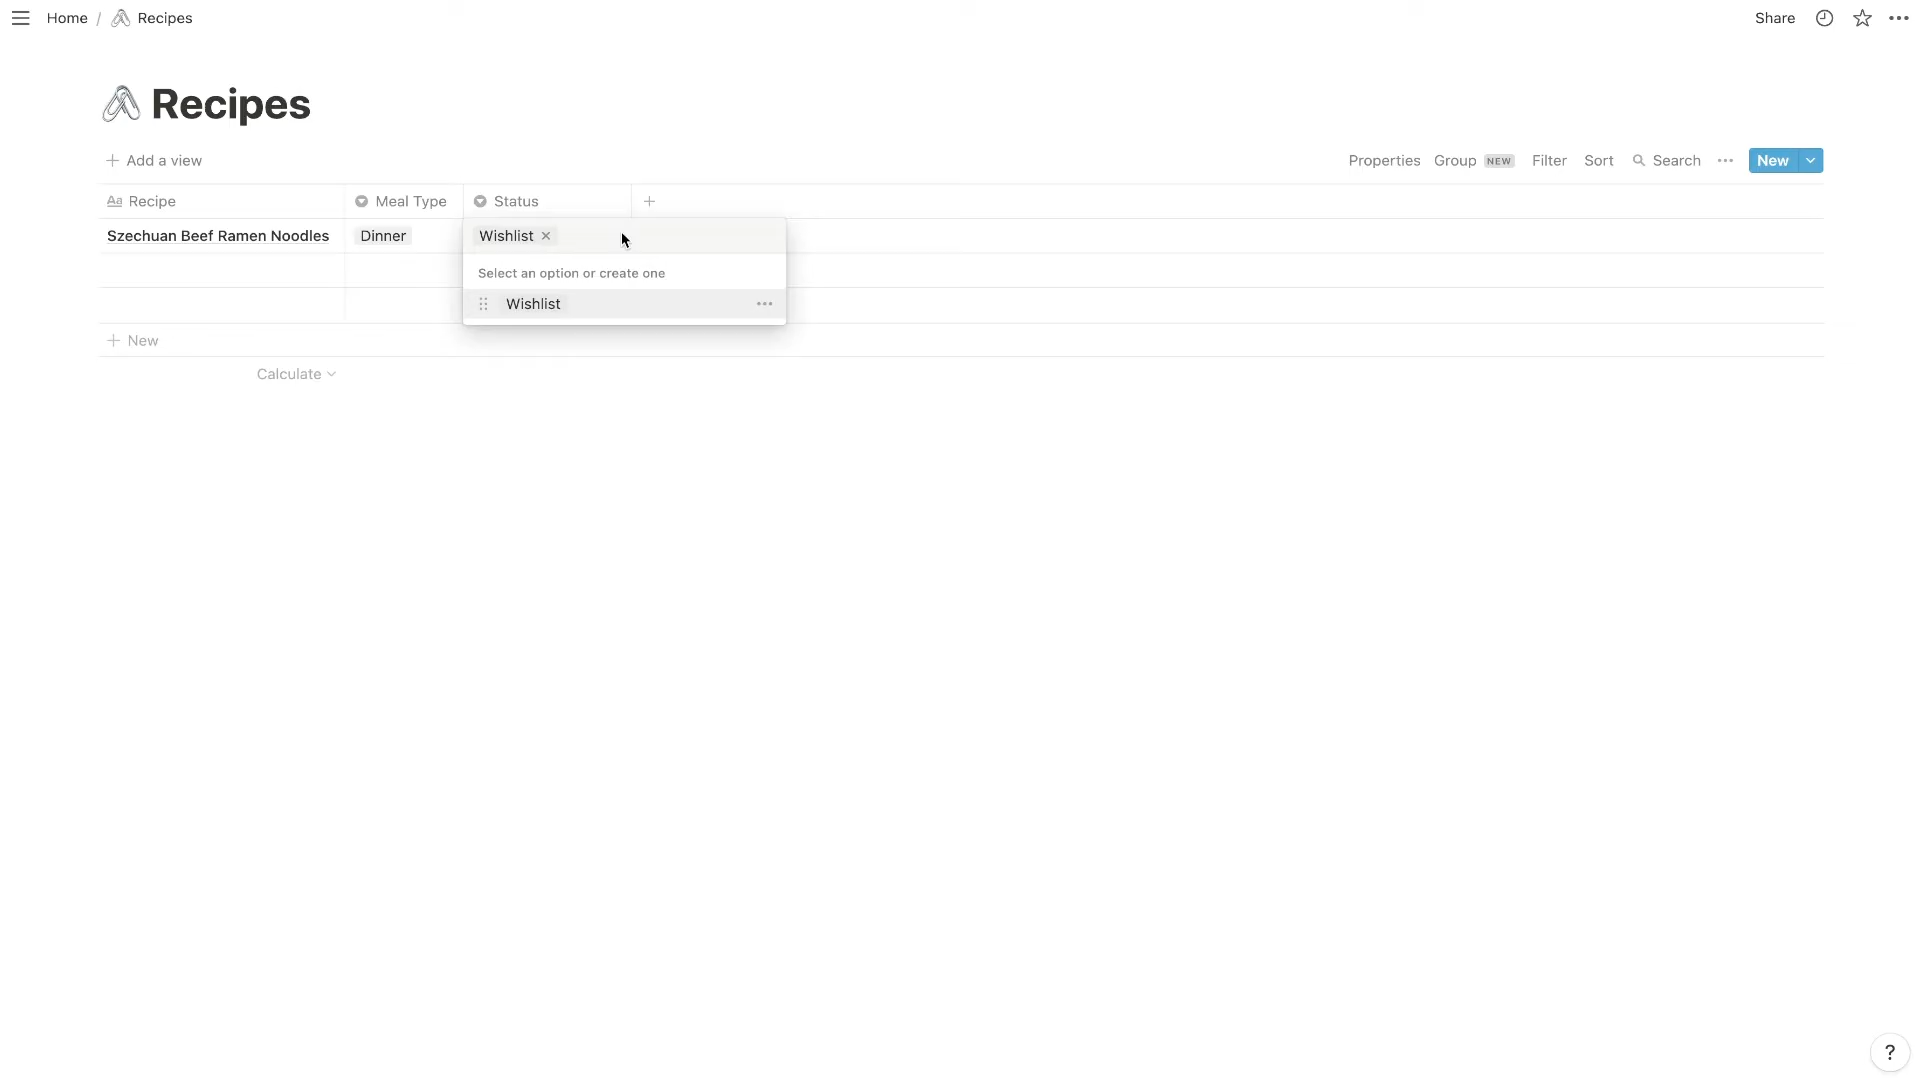 Home / Recipes
Share
Recipes
Add a view
Properties Group NEW Filter Sort Search
New
Aa Recipe
Meal Type
Status
Szechuan Beef Ramen Noodles
Dinner
Wishlist
Select an option or create one
Wishlist
New
Calculate
?